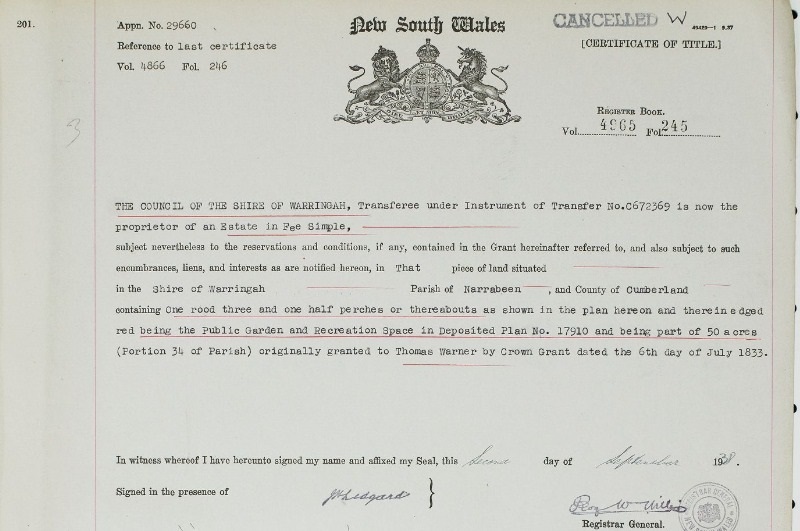 201.
Appn. No. 29660
New South Wales
CANCELLED W
Reference to last certificate
[CERTIFICATE OF TITLE.]
Vol. 4866 Fol. 246
REGISTER BOOK.
Vol. 4965 Fol. 245
3
THE COUNCIL OF THE SHIRE OF WARRINGAH, Transferee under Instrument of Transfer No.C672369 is now the
proprietor of an Estate in Fee Simple,
subject nevertheless to the reservations and conditions, if any, contained in the Grant hereinafter referred to, and also subject to such
encumbrances, liens, and interests as are notified hereon, in That piece of land situated
in the Shire of Warringah Parish of Narrabeen , and County of Cumberland
containing One rood three and one half perches or thereabouts as shown in the plan hereon and therein edged
red being the Public Garden and Recreation Space in Deposited Plan No. 17910 and being part of 50 acres
(Portion 34 of Parish) originally granted to Thomas Warner by Crown Grant dated the 6th day of July 1833.
In witness whereof I have hereunto signed my name and affixed my Seal, this Second day of September 1938.
Signed in the presence of
Registrar General.